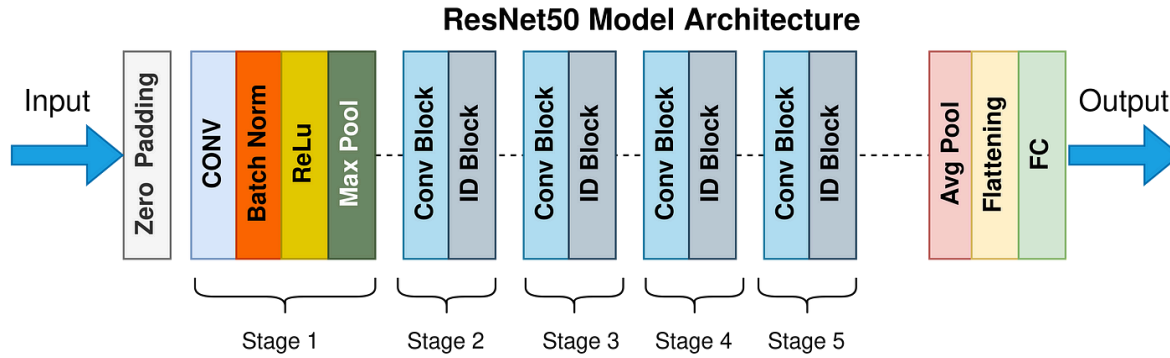 ResNet50 Model Architecture
Input
Zero Padding
CONV
Batch Norm
ReLu
Max Pool
Conv Block
ID Block
Conv Block
ID Block
Conv Block
ID Block
Conv Block
ID Block
Avg Pool
Flattening
FC
Output
Stage 1
Stage 2
Stage 3
Stage 4
Stage 5